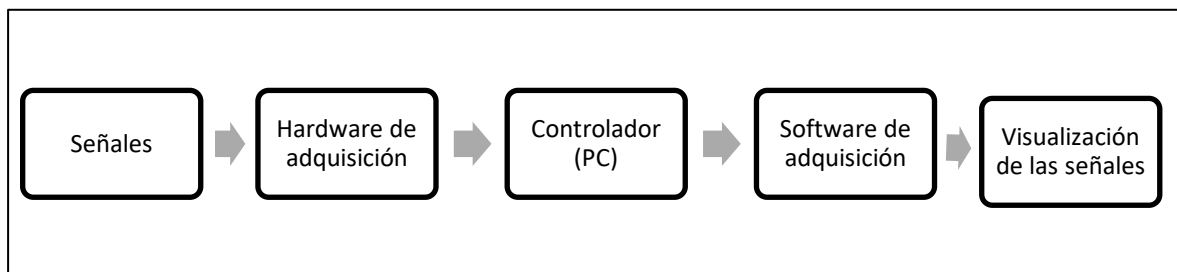 Señales
Hardware de
adquisición
Controlador
(PC)
Software de
adquisición
Visualización
de las señales